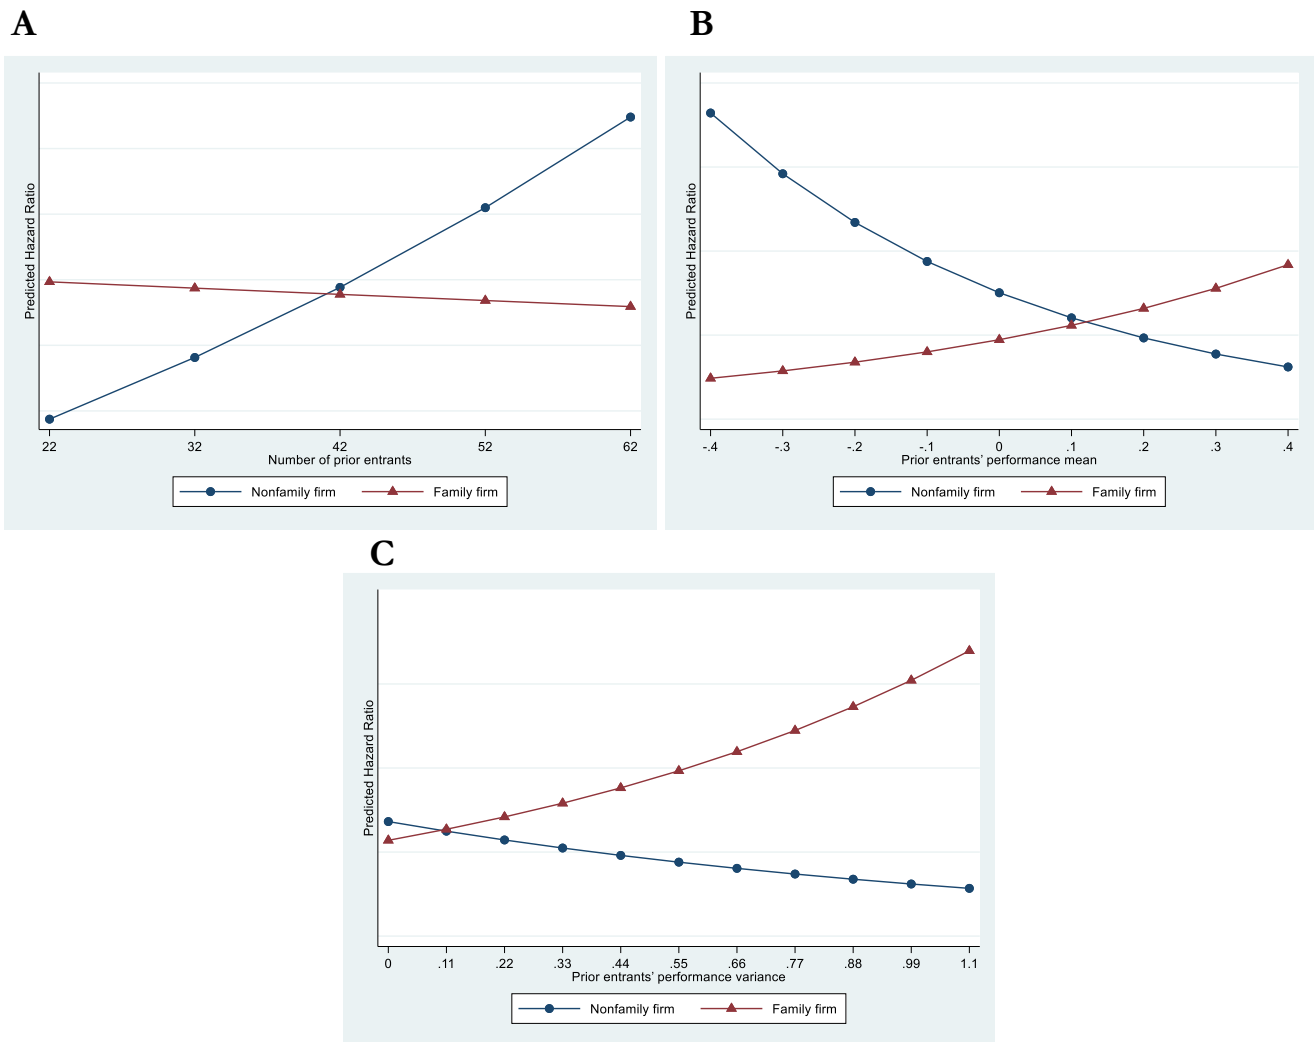 A
Predicted Hazard Ratio
22 32 42 52 62
Number of prior entrants
Nonfamily firm Family firm
B
Predicted Hazard Ratio
-.4 -.3 -.2 -.1 0 .1 .2 .3 .4
Prior entrants’ performance mean
Nonfamily firm Family firm
C
Predicted Hazard Ratio
0 .11 .22 .33 .44 .55 .66 .77 .88 .99 1.1
Prior entrants’ performance variance
Nonfamily firm Family firm